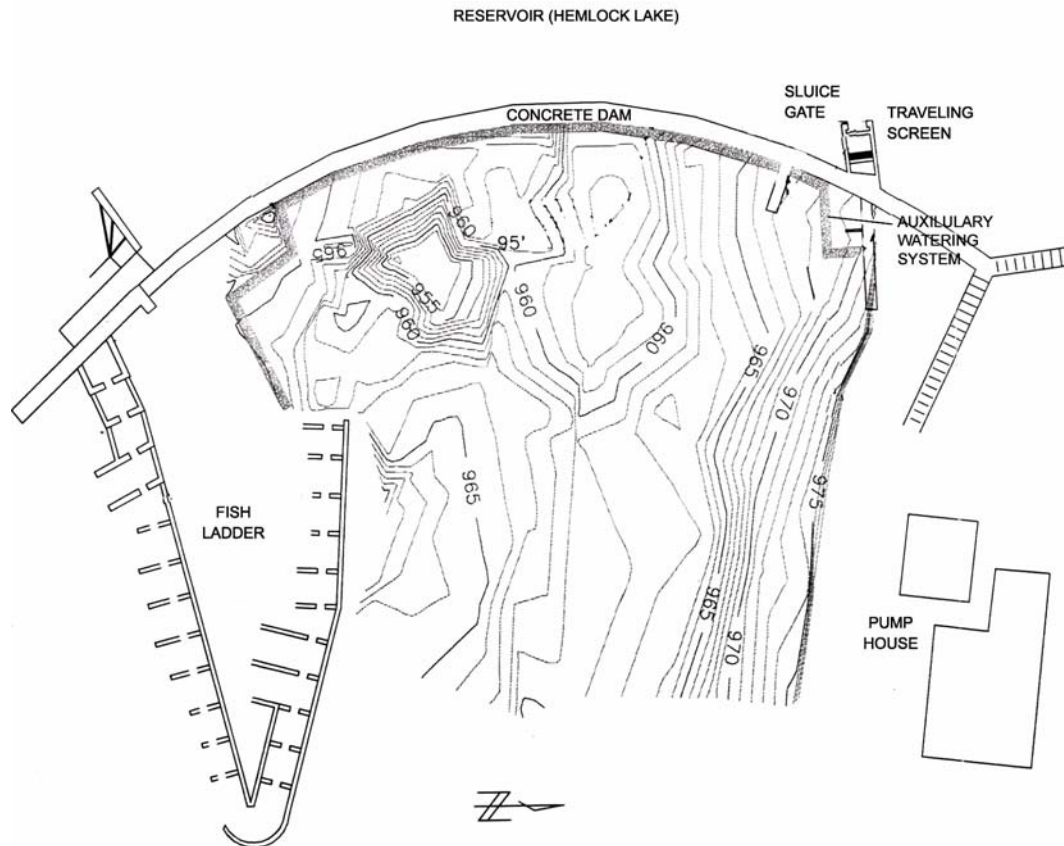 RESERVOIR (HEMLOCK LAKE)
SLUICE
GATE
TRAVELING
SCREEN
CONCRETE DAM
AUXILULARY
WATERING
SYSTEM
960
95'
965
955
960
960
960
965
970
965
975
FISH
LADDER
965
970
PUMP
HOUSE